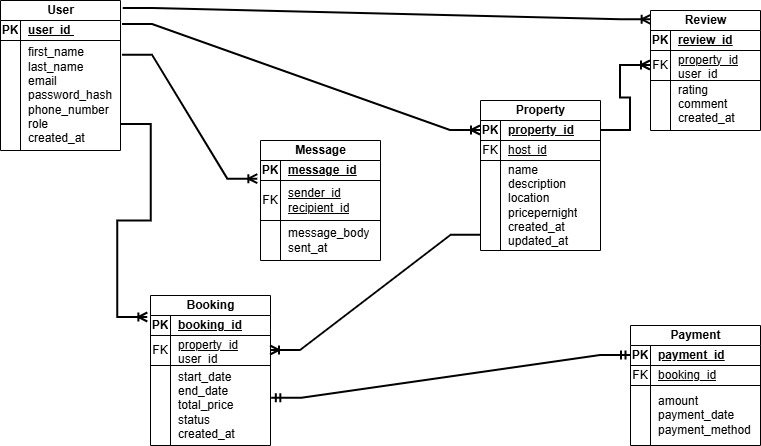 User
PK user_id
first_name
last_name
email
password_hash
phone_number
role
created_at
Review
PK review_id
FK property_id
user_id
rating
comment
created_at
Property
PK property_id
FK host_id
name
description
location
pricepernight
created_at
updated_at
Message
PK message_id
FK sender_id
recipient_id
message_body
sent_at
Booking
PK booking_id
FK property_id
user_id
start_date
end_date
total_price
status
created_at
Payment
PK payment_id
FK booking_id
amount
payment_date
payment_method